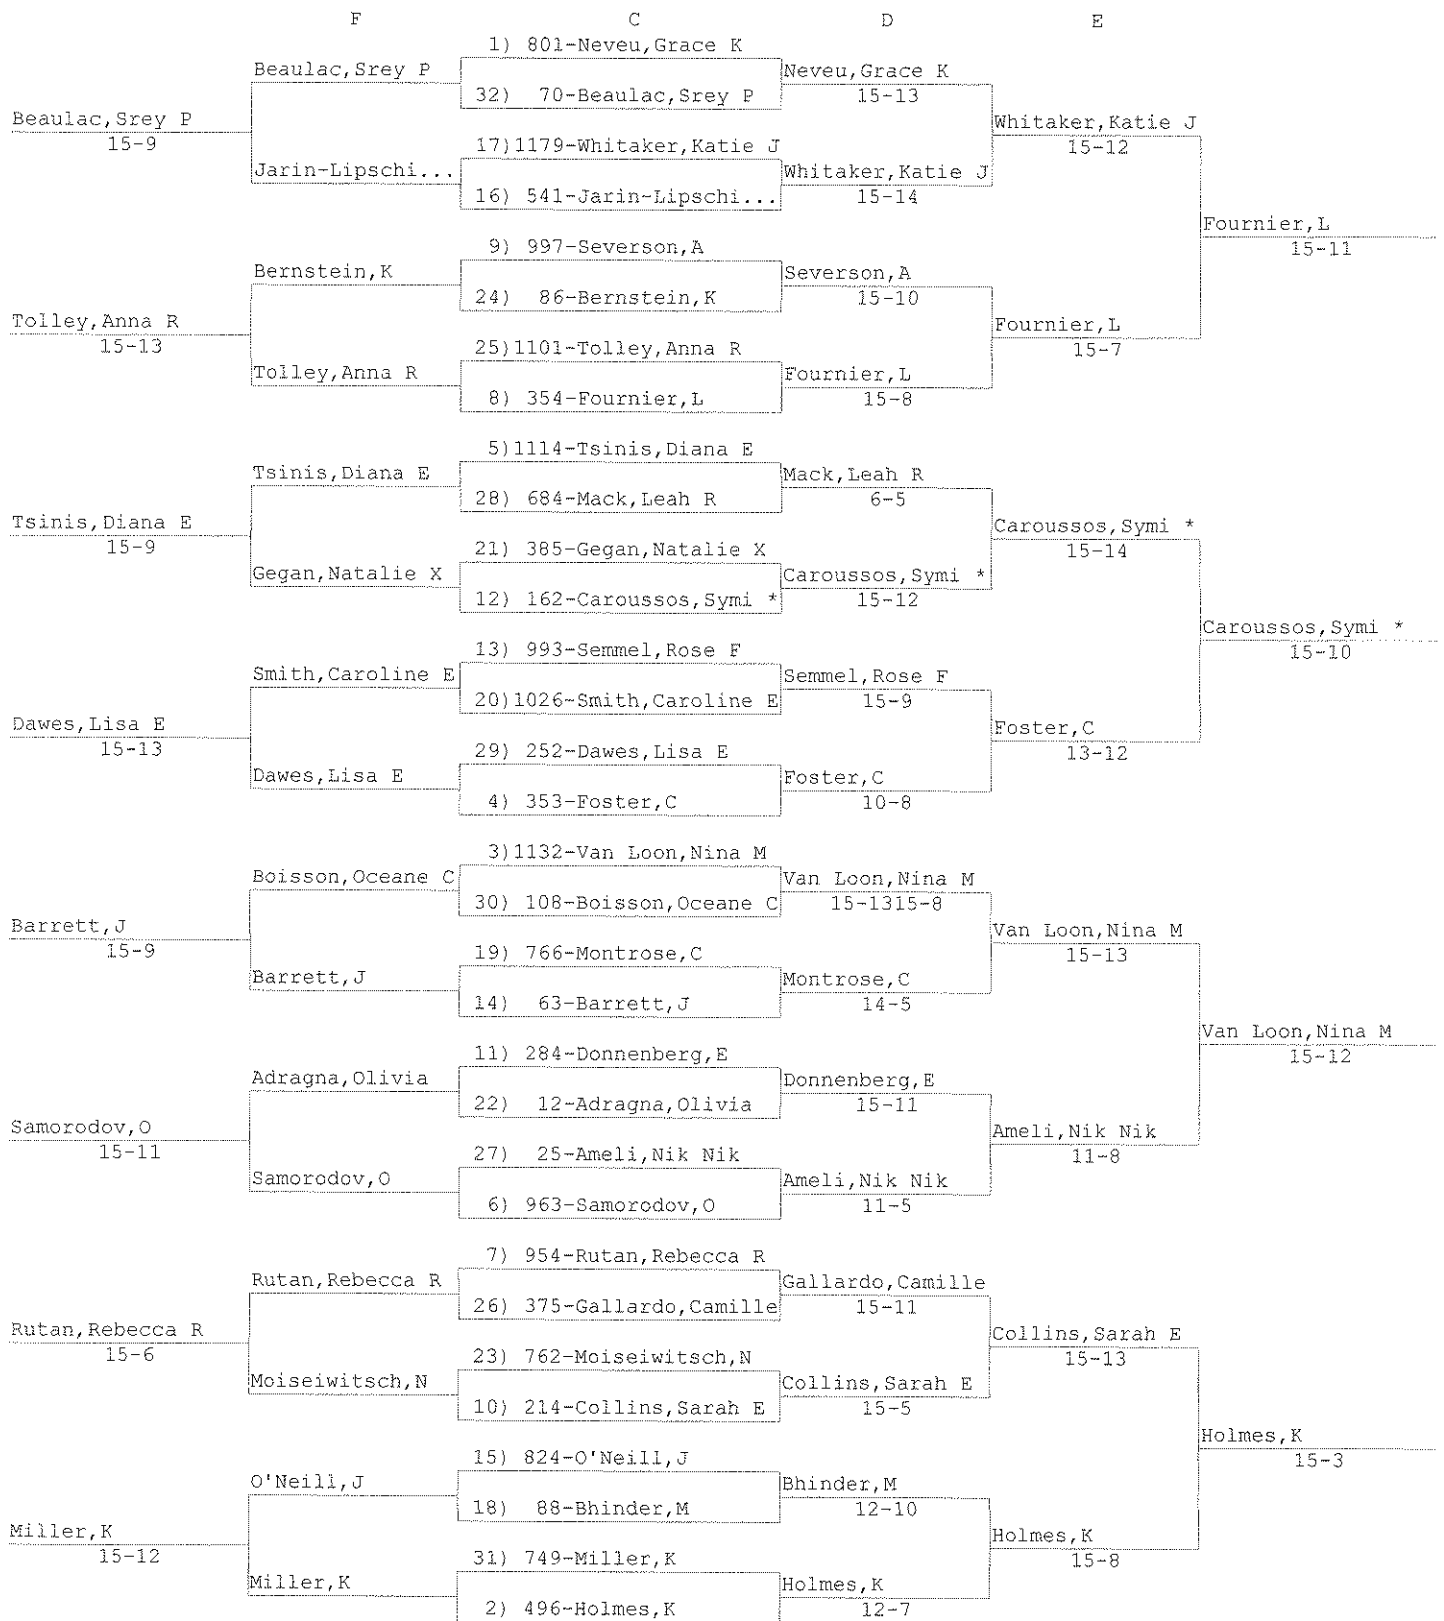 F C D E
1) 801-Neveu,Grace K
Beaulac,Srey P Neveu,Grace K
32) 70-Beaulac,Srey P 15-13
Beaulac,Srey P Whitaker,Katie J
15-9 17)1179-Whitaker,Katie J 15-12
Jarin-Lipschi... Whitaker,Katie J
16) 541-Jarin-Lipschi... 15-14
Fournier,L
9) 997-Severson,A 15-11
Bernstein,K Severson,A
24) 86-Bernstein,K 15-10
Tolley,Anna R Fournier,L
15-13 25)1101-Tolley,Anna R 15-7
Tolley,Anna R Fournier,L
8) 354-Fournier,L 15-8
5)1114-Tsinis,Diana E
Tsinis,Diana E Mack,Leah R
28) 684-Mack,Leah R 6-5
Tsinis,Diana E Caroussos,Symi *
15-9 21) 385-Gegan,Natalie X 15-14
Gegan,Natalie X Caroussos,Symi *
12) 162-Caroussos,Symi * 15-12
Caroussos,Symi *
13) 993-Semmel,Rose F 15-10
Smith,Caroline E Semmel,Rose F
20)1026-Smith,Caroline E 15-9
Dawes,Lisa E Foster,C
15-13 29) 252-Dawes,Lisa E 13-12
Dawes,Lisa E Foster,C
4) 353-Foster,C 10-8
3)1132-Van Loon,Nina M
Boisson,Oceane C Van Loon,Nina M
30) 108-Boisson,Oceane C 15-1315-8
Barrett,J Van Loon,Nina M
15-9 19) 766-Montrose,C 15-13
Barrett,J Montrose,C
14) 63-Barrett,J 14-5
Van Loon,Nina M
11) 284-Donnenberg,E 15-12
Adragna,Olivia Donnenberg,E
22) 12-Adragna,Olivia 15-11
Samorodov,O Ameli,Nik Nik
15-11 27) 25-Ameli,Nik Nik 11-8
Samorodov,O Ameli,Nik Nik
6) 963-Samorodov,O 11-5
7) 954-Rutan,Rebecca R
Rutan,Rebecca R Gallardo,Camille
26) 375-Gallardo,Camille 15-11
Rutan,Rebecca R Collins,Sarah E
15-6 23) 762-Moiseiwitsch,N 15-13
Moiseiwitsch,N Collins,Sarah E
10) 214-Collins,Sarah E 15-5
Holmes,K
15) 824-O'Neill,J 15-3
O'Neill,J Bhinder,M
18) 88-Bhinder,M 12-10
Miller,K Holmes,K
15-12 31) 749-Miller,K 15-8
Miller,K Holmes,K
2) 496-Holmes,K 12-7